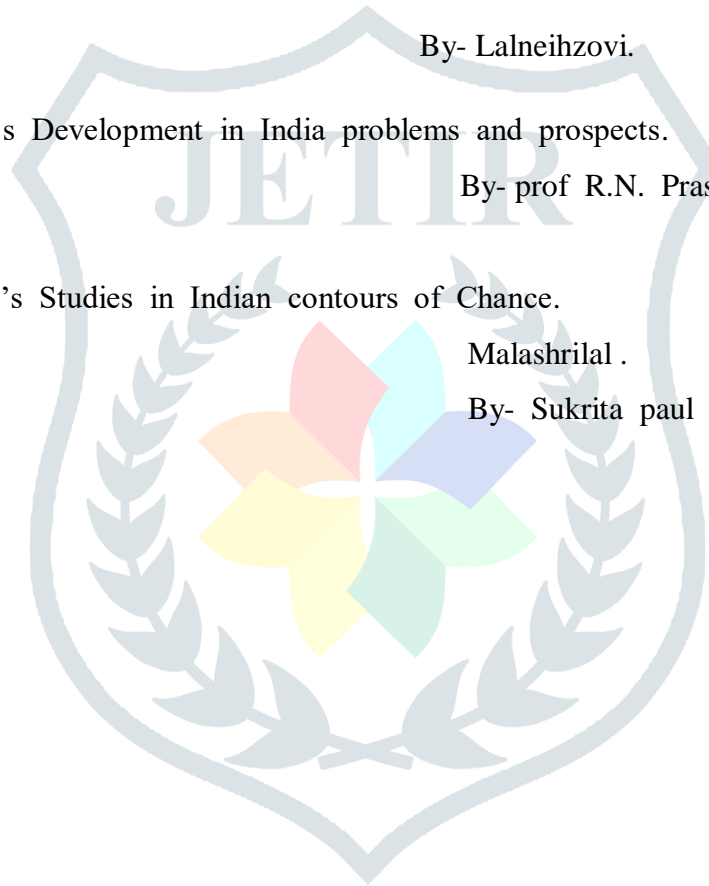 By- Lalneihzovi.
s Development in India problems and prospects.
JETIR
By- prof R.N. Pras
’s Studies in Indian contours of Chance.
Malashrilal .
By- Sukrita paul